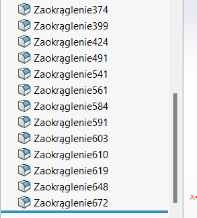 Zaokrąglenie374
Zaokrąglenie399
Zaokrąglenie424
Zaokrąglenie491
Zaokrąglenie541
Zaokrąglenie561
Zaokrąglenie584
Zaokrąglenie591
Zaokrąglenie603
Zaokrąglenie610
Zaokrąglenie619
Zaokrąglenie648
Zaokrąglenie672
x